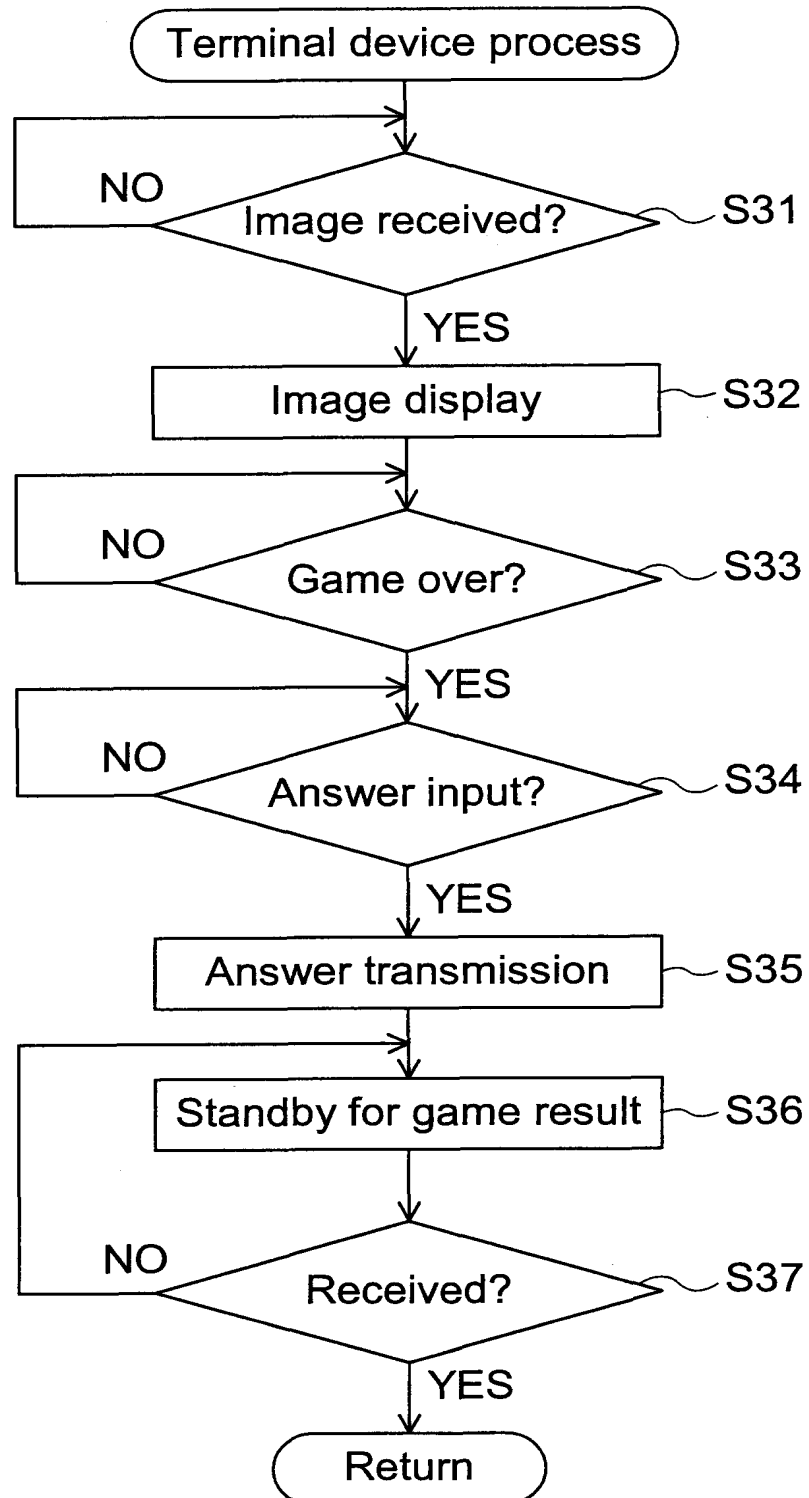 Terminal device process
NO
Image received?
S31
YES
Image display
S32
NO
Game over?
S33
YES
NO
Answer input?
S34
YES
Answer transmission
S35
Standby for game result
S36
NO
Received?
S37
YES
Return